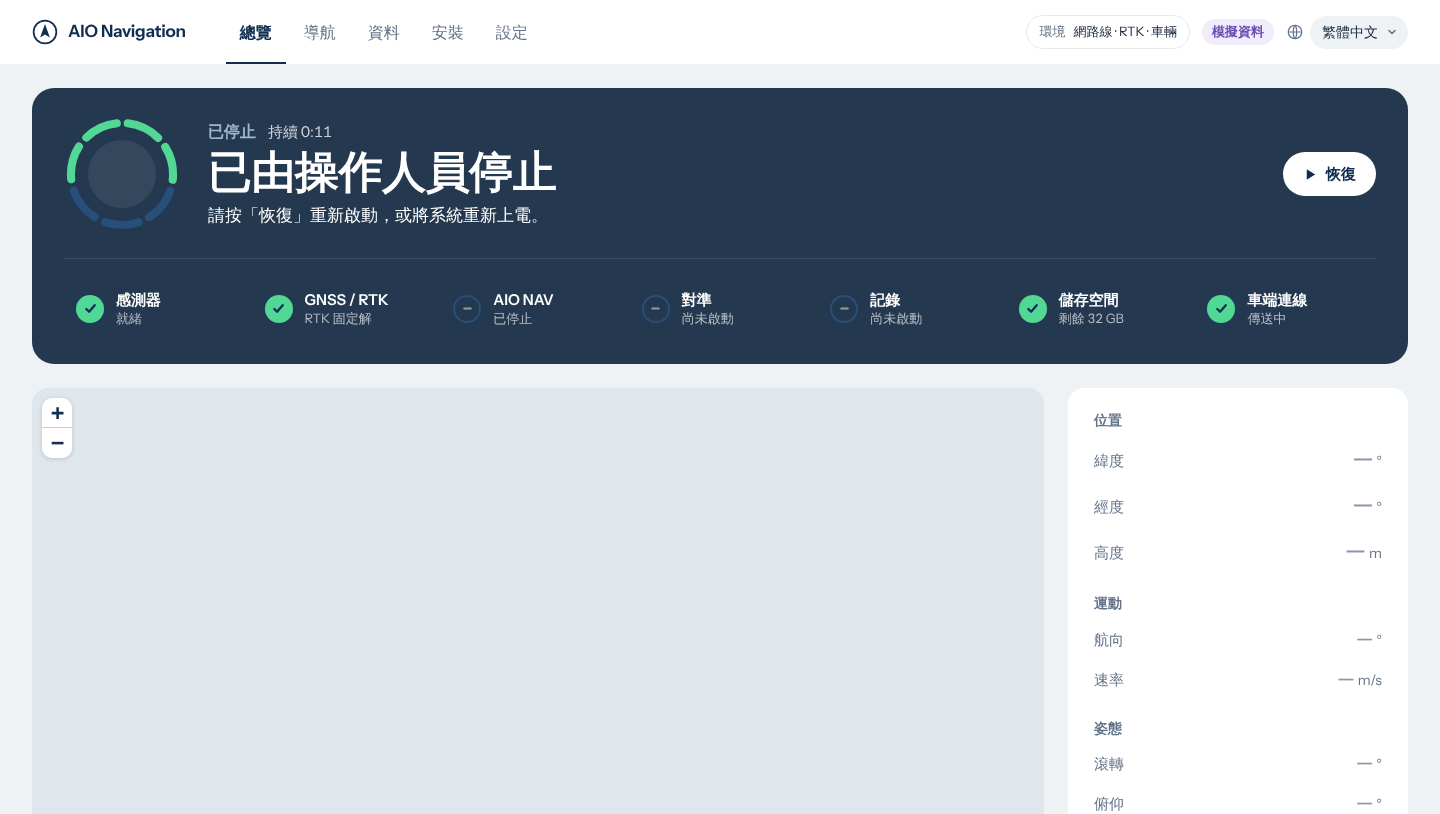 AIO Navigation
總覽
導航
資料
安裝
設定
環境 網路線·RTK·車輛
模擬資料
繁體中文
已停止 持續 0:11
已由操作人員停止
請按「恢復」重新啟動，或將系統重新上電。
恢復
感測器
就緒
GNSS / RTK
RTK 固定解
AIO NAV
已停止
對準
尚未啟動
記錄
尚未啟動
儲存空間
剩餘 32 GB
車端連線
傳送中
+
−
位置
緯度 — °
經度 — °
高度 — m
運動
航向 — °
速率 — m/s
姿態
滾轉 — °
俯仰 — °